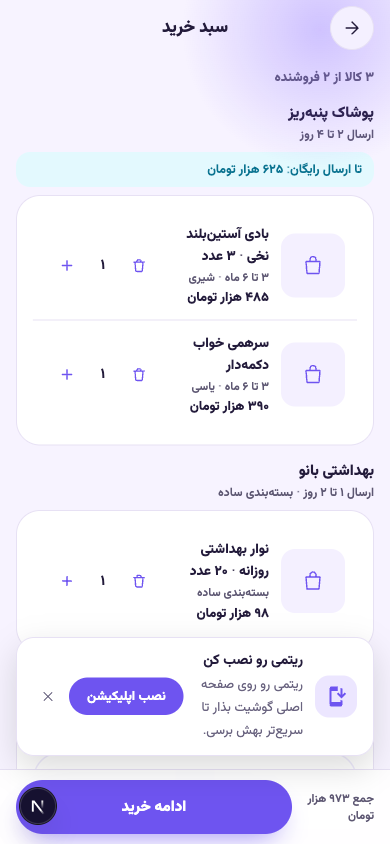 سبد خرید
۳ کالا از ۲ فروشنده
پوشاک پنبه‌ریز
ارسال ۲ تا ۴ روز
تا ارسال رایگان: ۶۲۵ هزار تومان
بادی آستین‌بلند
نخی · ۳ عدد
۳ تا ۶ ماه · شیری
۴۸۵ هزار تومان
۱
سرهمی خواب
دکمه‌دار
۳ تا ۶ ماه · یاسی
۳۹۰ هزار تومان
۱
بهداشتی بانو
ارسال ۱ تا ۲ روز · بسته‌بندی ساده
نوار بهداشتی
روزانه · ۲۰ عدد
بسته‌بندی ساده
۹۸ هزار تومان
۱
ریتمی رو نصب کن
ریتمی رو روی صفحه
اصلی گوشیت بذار تا
سریع‌تر بهش برسی.
نصب اپلیکیشن
جمع ۹۷۳ هزار
تومان
ادامه خرید
N